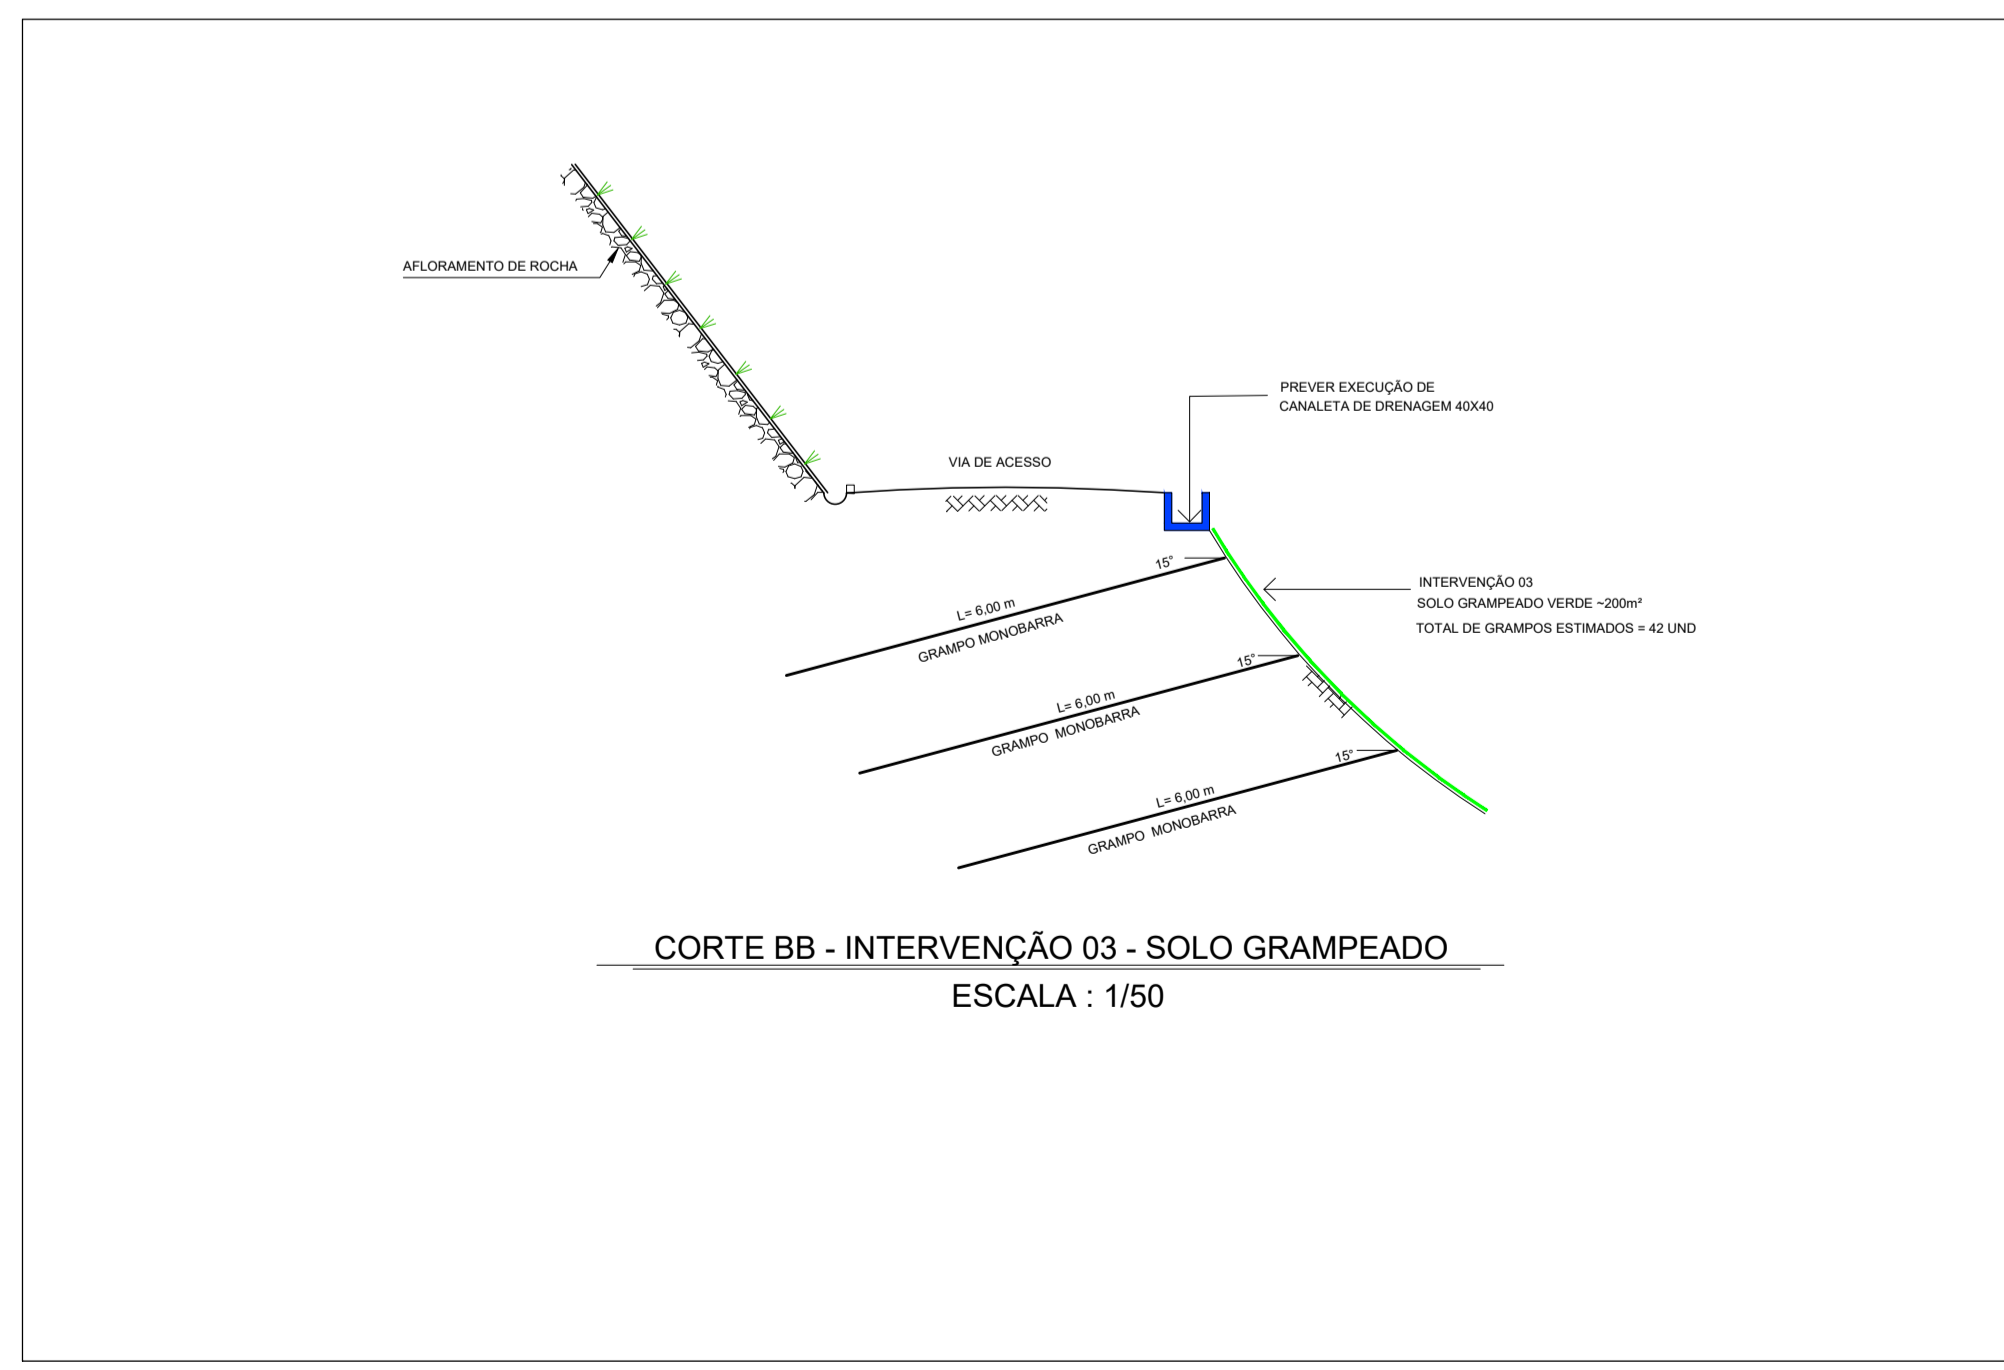 AFLORAMENTO DE ROCHA
PREVER EXECUÇÃO DE
CANALETA DE DRENAGEM 40X40
VIA DE ACESSO
15°
L= 6,00 m
GRAMPO MONOBARRA
INTERVENÇÃO 03
SOLO GRAMPEADO VERDE ~200m²
TOTAL DE GRAMPOS ESTIMADOS = 42 UND
15°
L= 6,00 m
GRAMPO MONOBARRA
15°
L= 6,00 m
GRAMPO MONOBARRA
CORTE BB - INTERVENÇÃO 03 - SOLO GRAMPEADO
ESCALA : 1/50